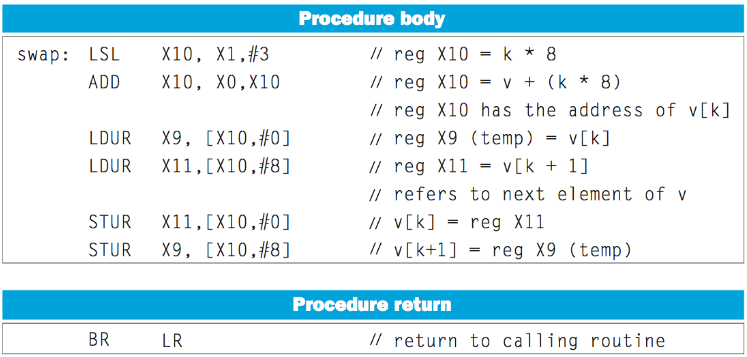 Procedure body
swap: LSL X10, X1,#3 // reg X10 = k * 8
ADD X10, X0,X10 // reg X10 = v + (k * 8)
// reg X10 has the address of v[k]
LDUR X9, [X10,#0] // reg X9 (temp) = v[k]
LDUR X11,[X10,#8] // reg X11 = v[k + 1]
// refers to next element of v
STUR X11,[X10,#0] // v[k] = reg X11
STUR X9, [X10,#8] // v[k+1] = reg X9 (temp)
Procedure return
BR LR // return to calling routine